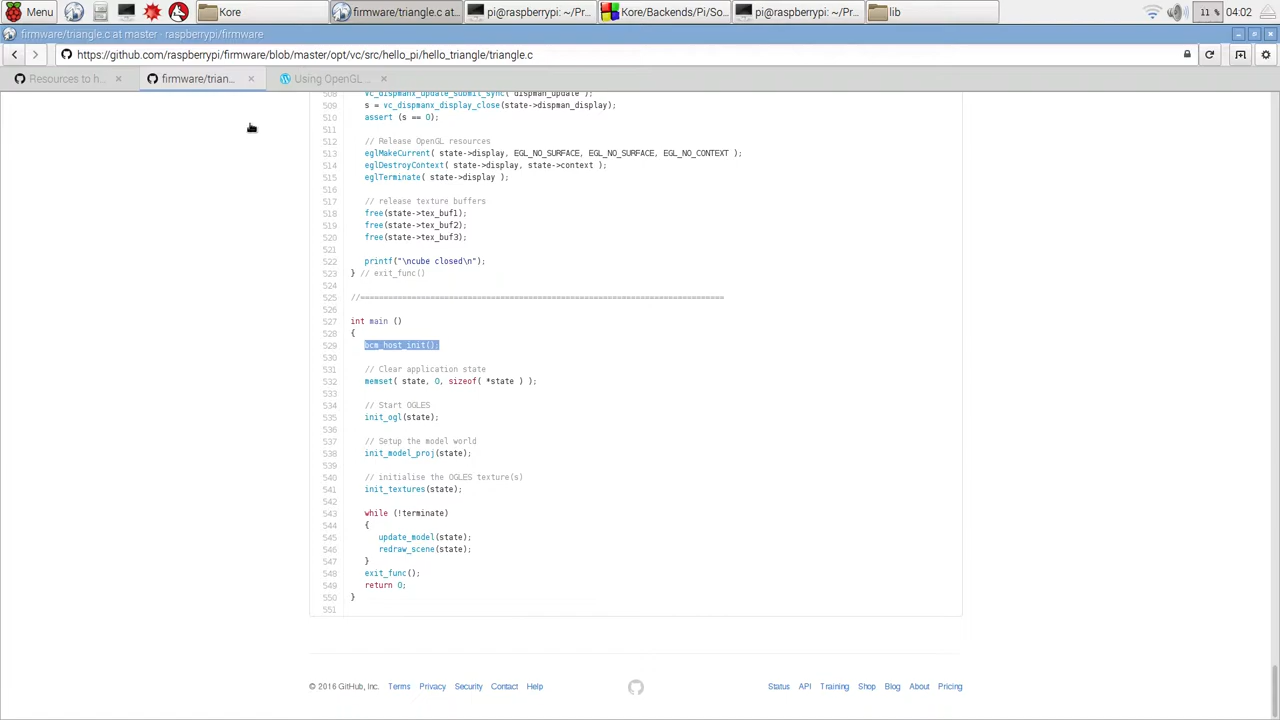 Menu Kore firmware/triangle.c at... pi@raspberrypi: ~/Pr... Kore/Backends/Pi/So... pi@raspberrypi: ~/Pr... lib 11 % 04:02
firmware/triangle.c at master · raspberrypi/firmware
https://github.com/raspberrypi/firmware/blob/master/opt/vc/src/hello_pi/hello_triangle/triangle.c
Resources to h... × firmware/trian... × Using OpenGL ... ×
508 vc_dispmanx_update_submit_sync( dispman_update );
509 s = vc_dispmanx_display_close(state->dispman_display);
510 assert (s == 0);
511
512 // Release OpenGL resources
513 eglMakeCurrent( state->display, EGL_NO_SURFACE, EGL_NO_SURFACE, EGL_NO_CONTEXT );
514 eglDestroyContext( state->display, state->context );
515 eglTerminate( state->display );
516
517 // release texture buffers
518 free(state->tex_buf1);
519 free(state->tex_buf2);
520 free(state->tex_buf3);
521
522 printf("\ncube closed\n");
523 } // exit_func()
524
525 //==============================================================================
526
527 int main ()
528 {
529 bcm_host_init();
530
531 // Clear application state
532 memset( state, 0, sizeof( *state ) );
533
534 // Start OGLES
535 init_ogl(state);
536
537 // Setup the model world
538 init_model_proj(state);
539
540 // initialise the OGLES texture(s)
541 init_textures(state);
542
543 while (!terminate)
544 {
545 update_model(state);
546 redraw_scene(state);
547 }
548 exit_func();
549 return 0;
550 }
551
© 2016 GitHub, Inc. Terms Privacy Security Contact Help Status API Training Shop Blog About Pricing